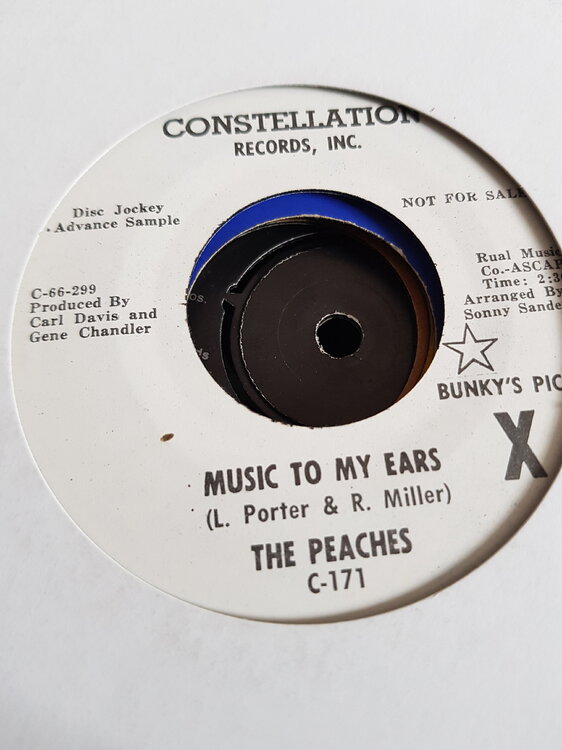 CONSTELLATION
RECORDS, INC.
Disc Jockey
Advance Sample
NOT FOR SALE
C-66-299
Produced By
Carl Davis and
Gene Chandler
Rual Music
Co.-ASCAP
Time: 2:3
Arranged By
Sonny Sande
BUNKY'S PIC
X
MUSIC TO MY EARS
(L. Porter & R. Miller)
THE PEACHES
C-171